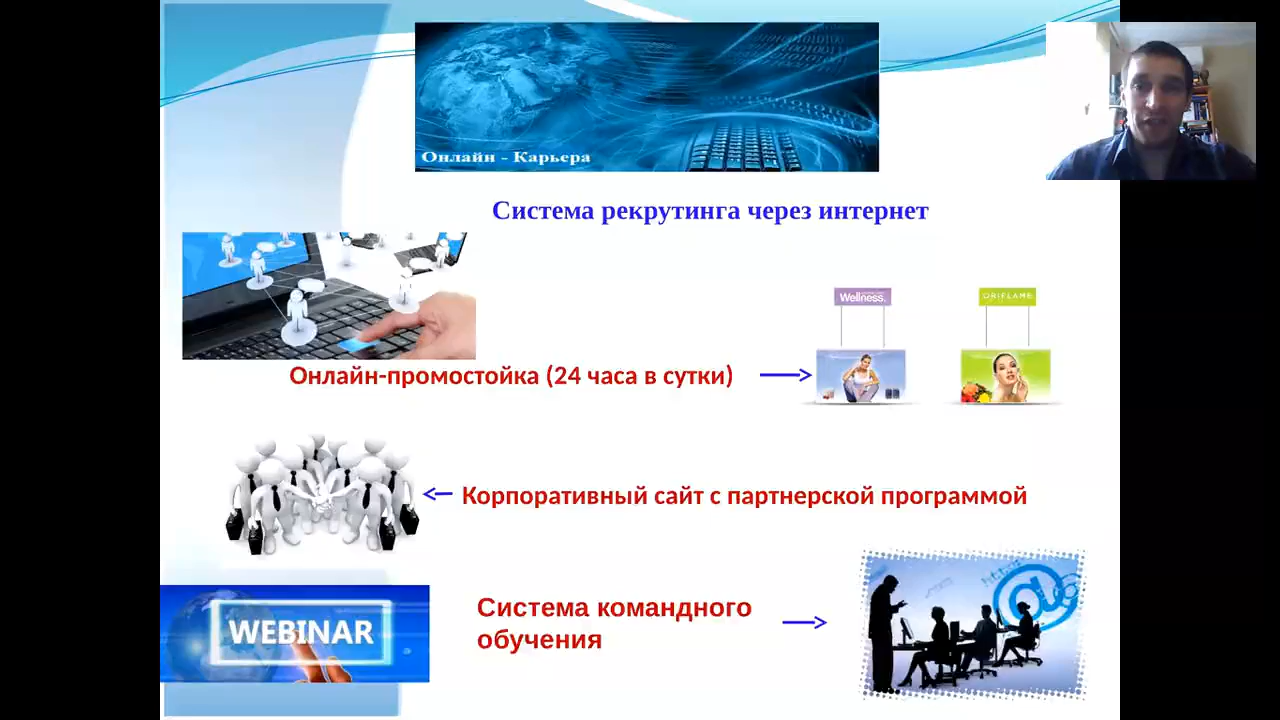 Онлайн - Карьера
Система рекрутинга через интернет
Wellness.
ORIFLAME
Онлайн-промостойка (24 часа в сутки)
Корпоративный сайт с партнерской программой
WEBINAR
Система командного
обучения
http
@